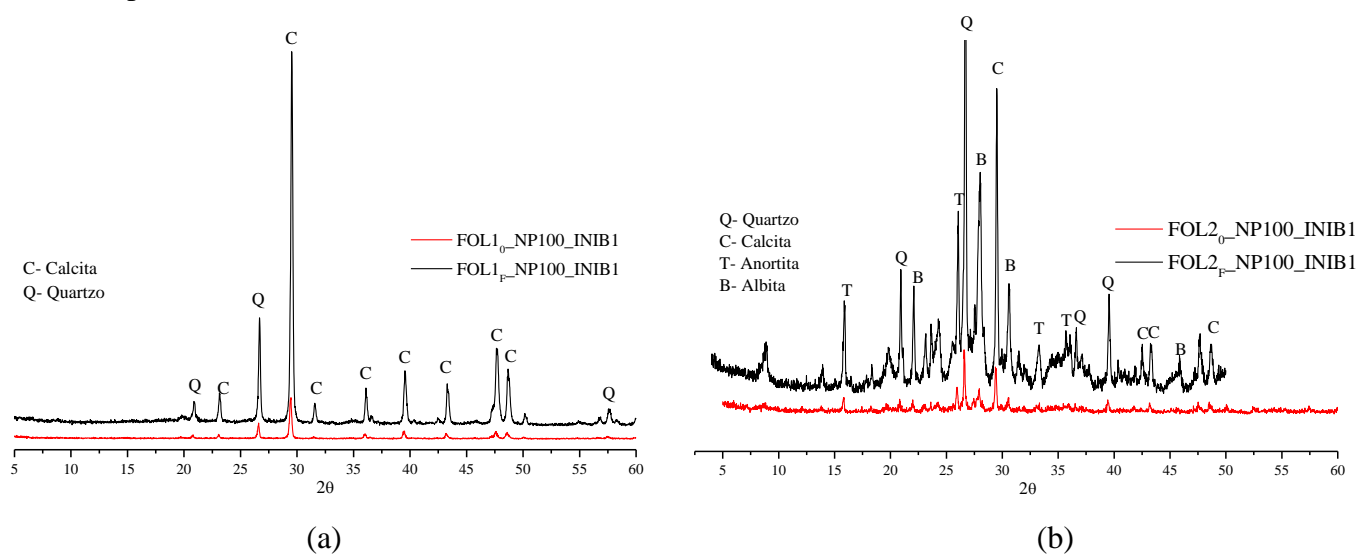 C
Q
Q
C
C
C
C
C
C
C
Q
FOL1₀_NP100_INIB1
FOL1F_NP100_INIB1
C- Calcita
Q- Quartzo
5 10 15 20 25 30 35 40 45 50 55 60
2θ
(a)
Q
C
B
T
Q
B
T
B
Q
T
T
Q
C
C
B
C
Q- Quartzo
C- Calcita
T- Anortita
B- Albita
FOL2₀_NP100_INIB1
FOL2F_NP100_INIB1
5 10 15 20 25 30 35 40 45 50 55 60
2θ
(b)